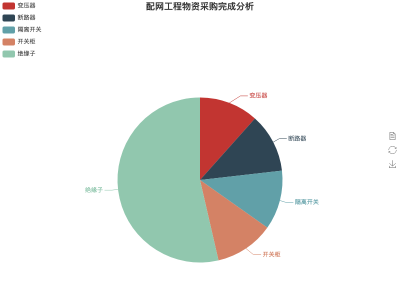 配网工程物资采购完成分析
变压器
断路器
隔离开关
开关柜
绝缘子
变压器
断路器
隔离开关
开关柜
绝缘子